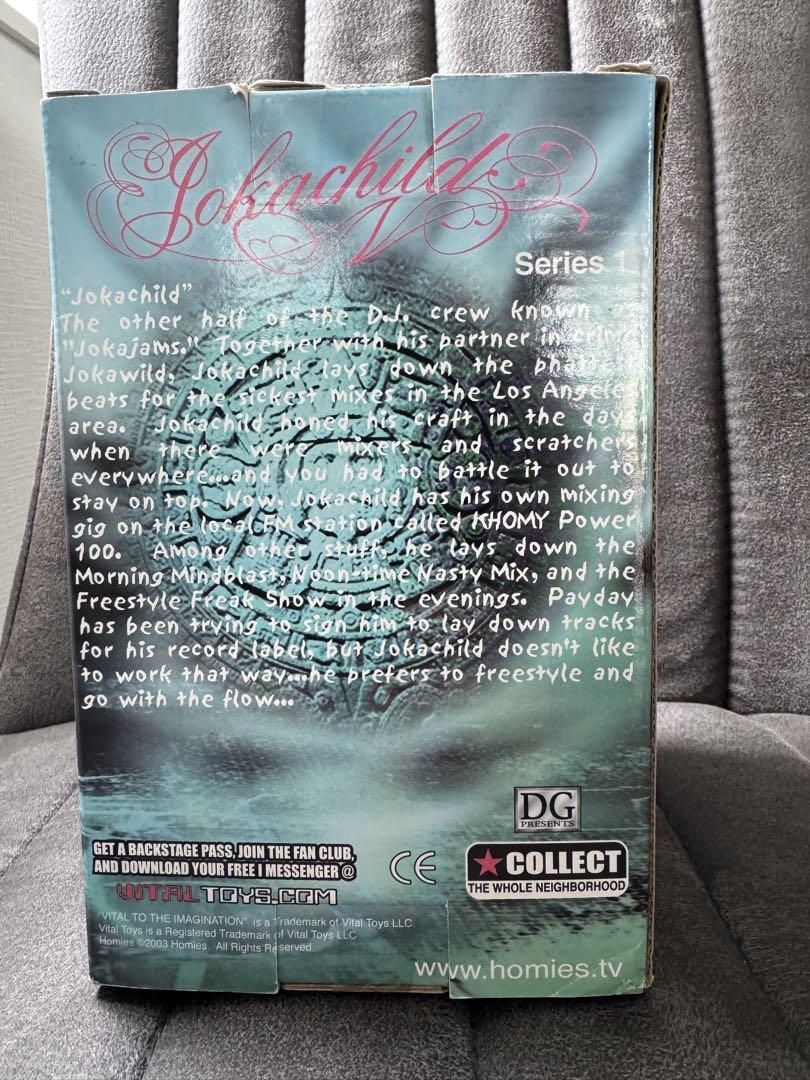 Jokachild
Series 1
"Jokachild"
The other half of the D.J. crew known
"Jokajams." Together with his partner in crime
Jokawild, Jokachild lays down the phattest
beats for the sickest mixes in the Los Angeles
area. Jokachild honed his craft in the days
when there were mixers and scratchers
everywhere...and you had to battle it out to
stay on top. Now, Jokachild has his own mixing
gig on the local FM station called KHOMY Power
100. Among other stuff, he lays down the
Morning Mindblast, Noon-time Nasty Mix, and the
Freestyle Freak Show in the evenings. Payday
has been trying to sign him to lay down tracks
for his record label, but Jokachild doesn't like
to work that way...he prefers to freestyle and
go with the flow...
DG
PRESENTS
GET A BACKSTAGE PASS, JOIN THE FAN CLUB,
AND DOWNLOAD YOUR FREE I MESSENGER @
VITALTOYS.COM
CE
COLLECT
THE WHOLE NEIGHBORHOOD
"VITAL TO THE IMAGINATION" is a Trademark of Vital Toys LLC.
Vital Toys is a Registered Trademark of Vital Toys LLC
Homies ©2003 Homies. All Rights Reserved.
www.homies.tv